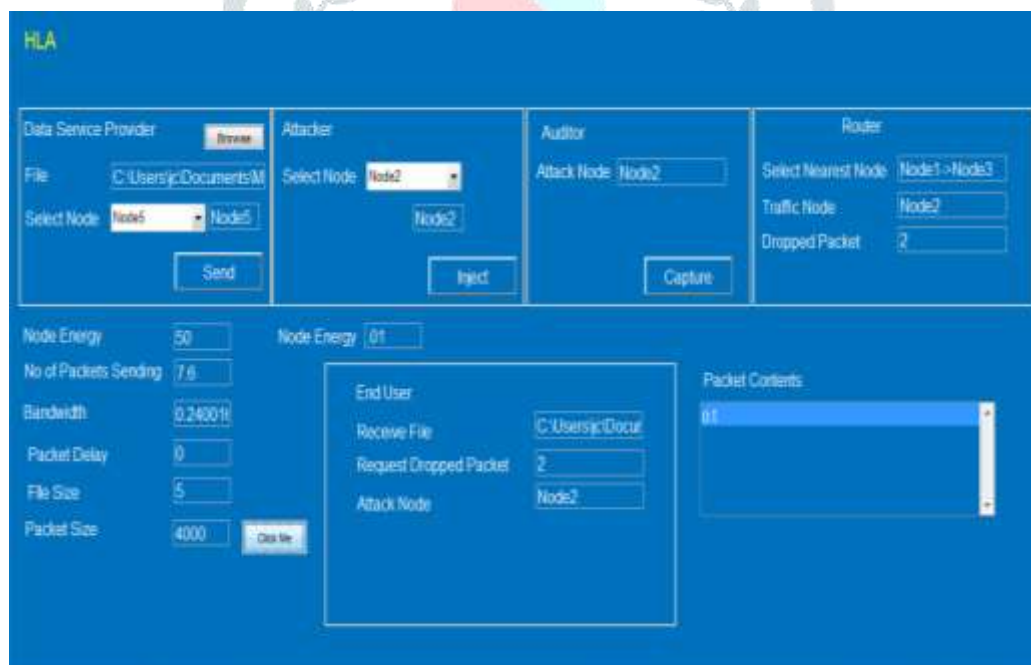 HLA
Data Service Provider
Browse
File
C:\Users\jc\Documents\M
Select Node
Node5
Node5
Send
Attacker
Select Node
Node2
Node2
Inject
Auditor
Attack Node
Node2
Capture
Router
Select Nearest Node
Node1->Node3
Traffic Node
Node2
Dropped Packet
2
Node Energy
50
Node Energy
01
No of Packets Sending
7.6
Bandwidth
Packet Delay
0
File Size
5
Packet Size
4000
Click Me
End User
Receive File
C:\Users\jc\Docur
Request Dropped Packet
2
Attack Node
Node2
Packet Contents
01